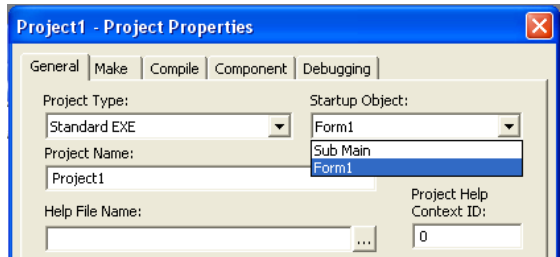 Project1 - Project Properties
General Make Compile Component Debugging
Project Type:
Startup Object:
Standard EXE
Form1
Sub Main
Form1
Project Name:
Project1
Project Help
Context ID:
Help File Name:
...
0